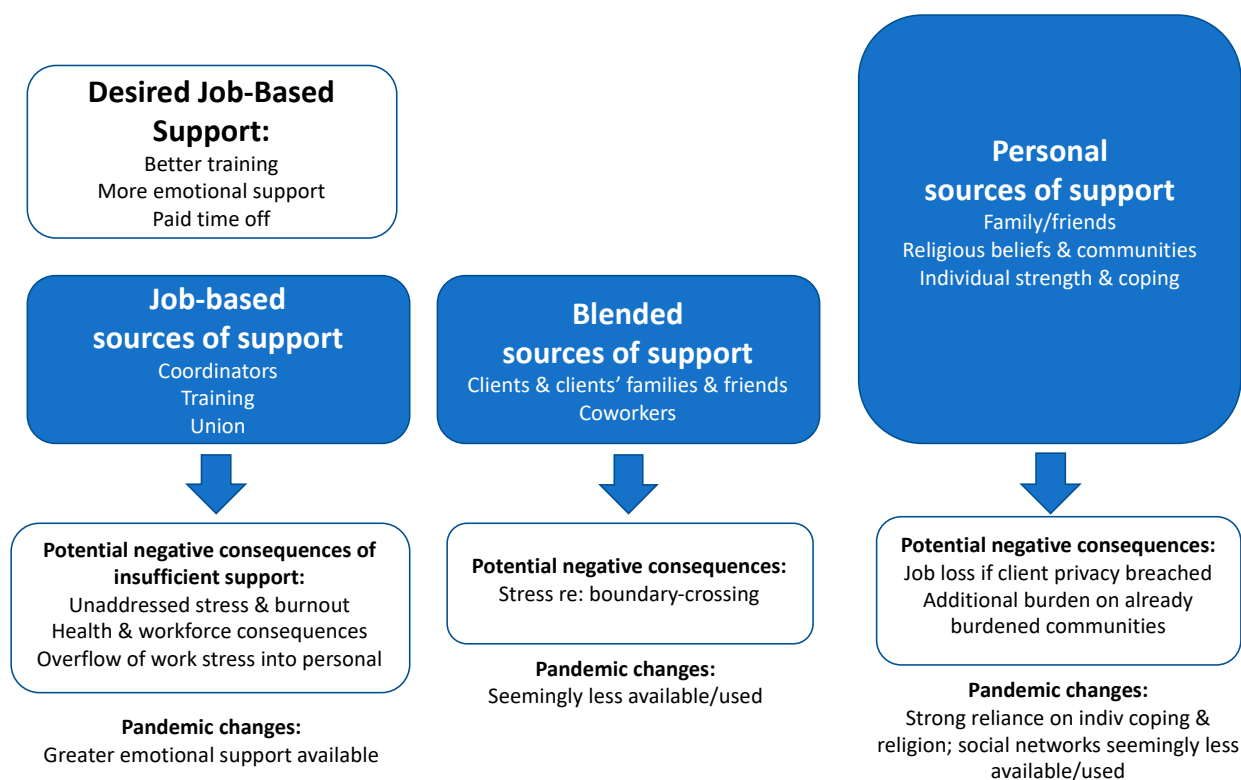 Desired Job-Based
Support:
Better training
More emotional support
Paid time off
Job-based
sources of support
Coordinators
Training
Union
Potential negative consequences of
insufficient support:
Unaddressed stress & burnout
Health & workforce consequences
Overflow of work stress into personal
Pandemic changes:
Greater emotional support available
Blended
sources of support
Clients & clients’ families & friends
Coworkers
Potential negative consequences:
Stress re: boundary-crossing
Pandemic changes:
Seemingly less available/used
Personal
sources of support
Family/friends
Religious beliefs & communities
Individual strength & coping
Potential negative consequences:
Job loss if client privacy breached
Additional burden on already
burdened communities
Pandemic changes:
Strong reliance on indiv coping &
religion; social networks seemingly less
available/used